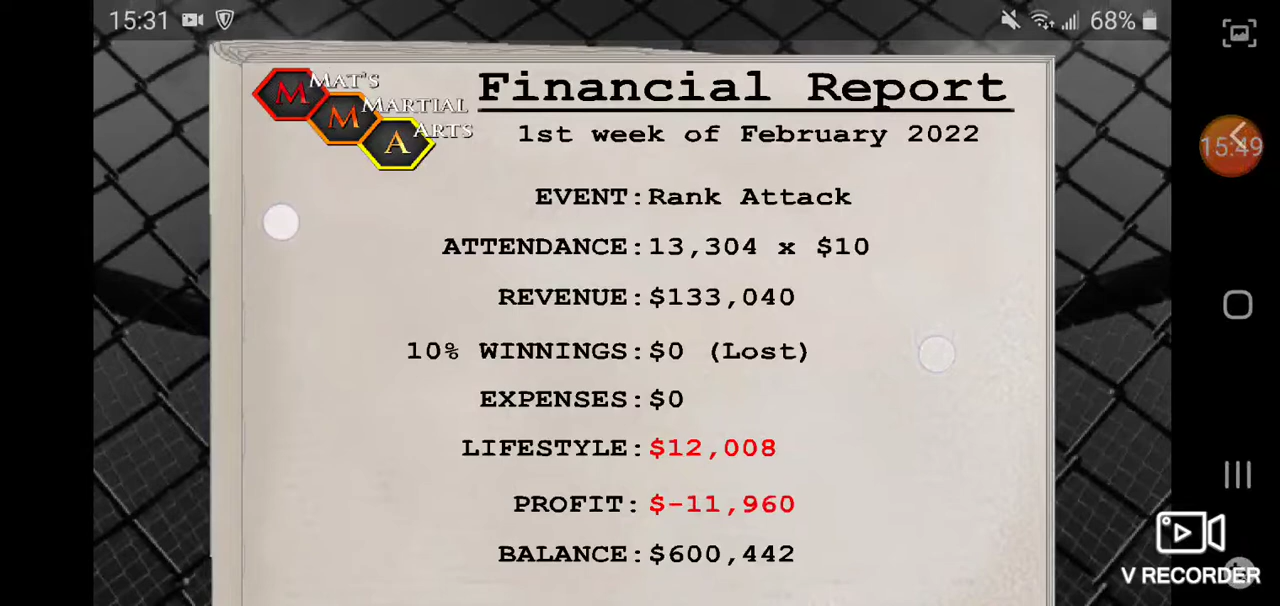 15:31
68%
MAT'S
MARTIAL
ARTS
M
M
A
Financial Report
1st week of February 2022
EVENT: Rank Attack
ATTENDANCE: 13,304 x $10
REVENUE: $133,040
10% WINNINGS: $0 (Lost)
EXPENSES: $0
LIFESTYLE: $12,008
PROFIT: $-11,960
BALANCE: $600,442
15:49
V RECORDER